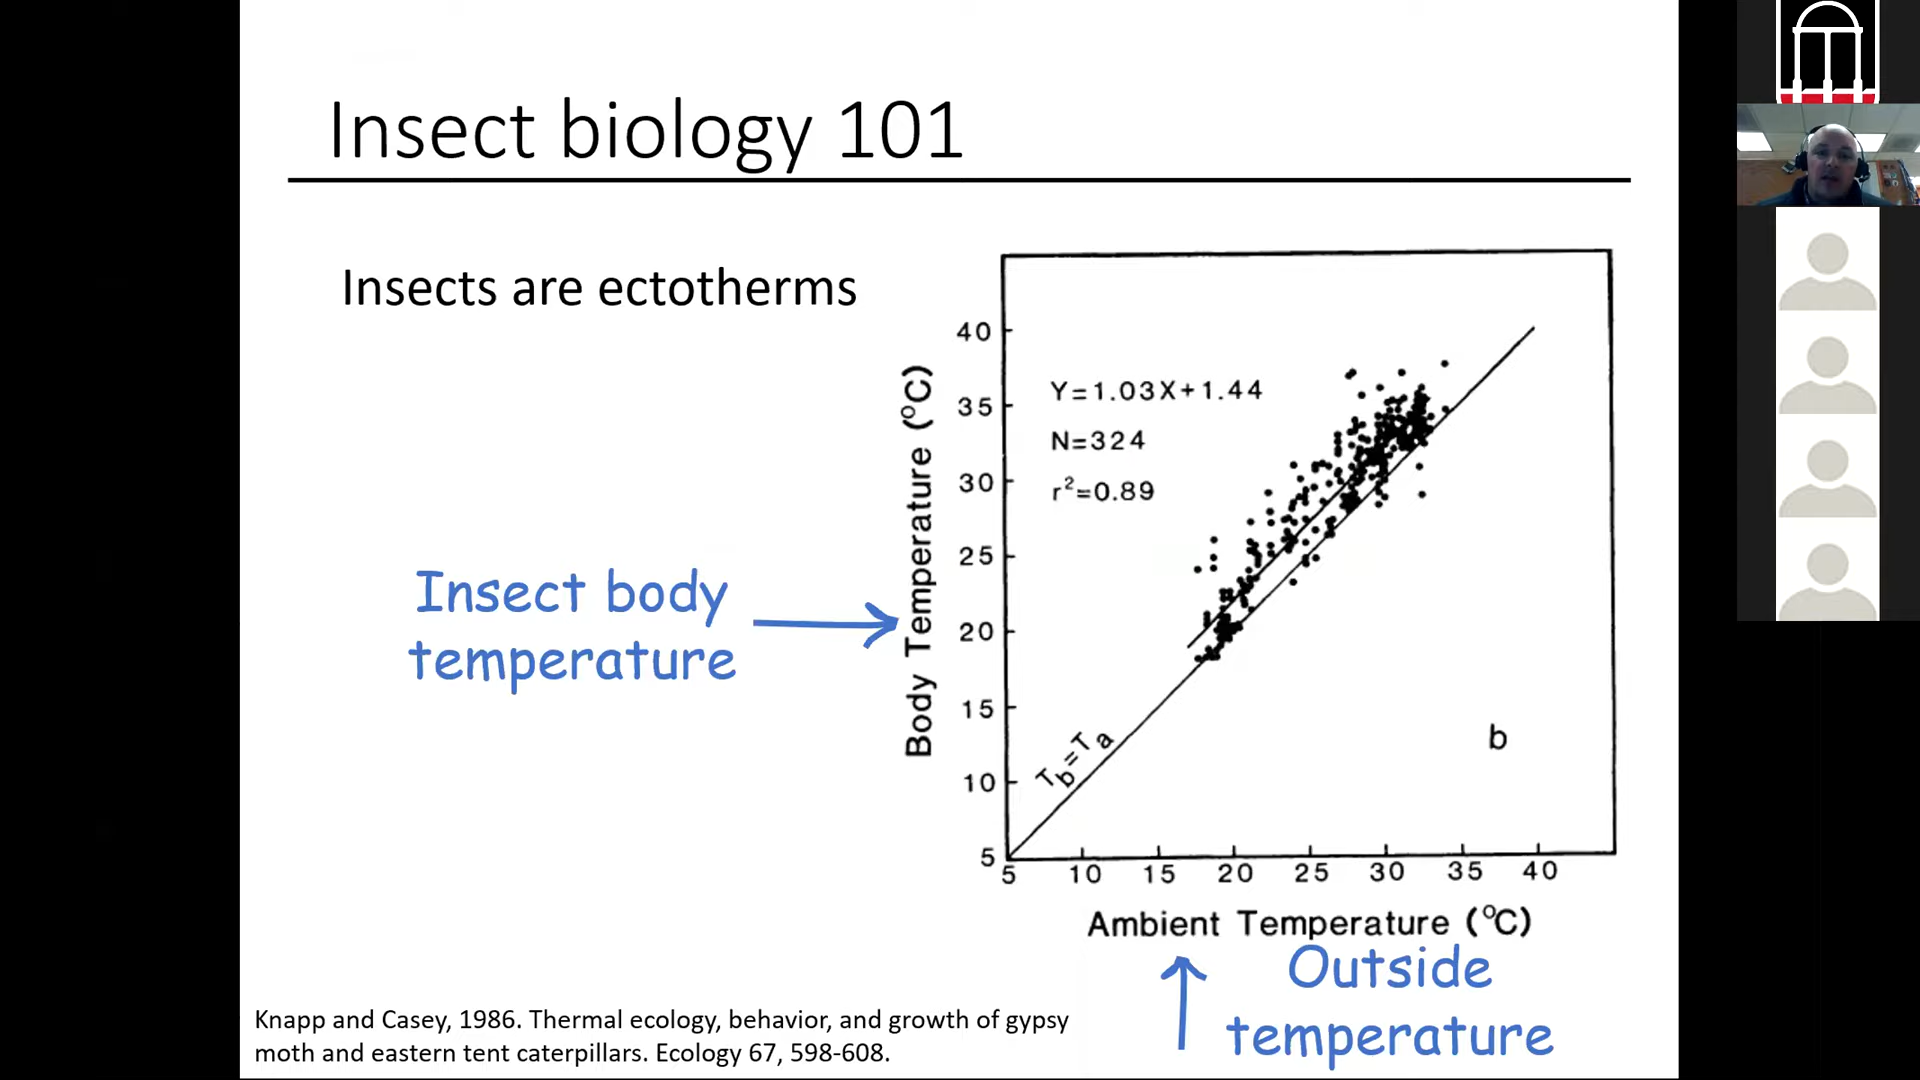 Insect biology 101
Insects are ectotherms
40
35
30
25
20
15
10
5
Body Temperature (°C)
Y=1.03X+1.44
N=324
r²=0.89
Tb=Ta
b
5 10 15 20 25 30 35 40
Ambient Temperature (°C)
Insect body
temperature
Outside
temperature
Knapp and Casey, 1986. Thermal ecology, behavior, and growth of gypsy
moth and eastern tent caterpillars. Ecology 67, 598-608.